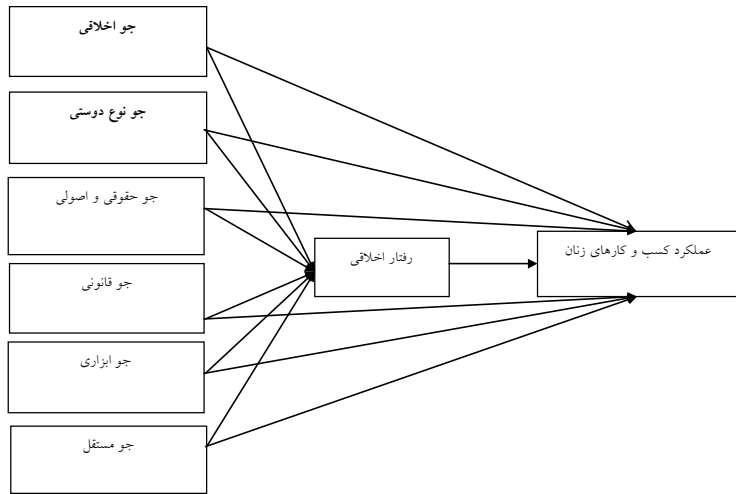 جو اخلاقی
جو نوع دوستی
جو حقوقی و اصولی
جو قانونی
جو ابزاری
جو مستقل
رفتار اخلاقی
عملکرد کسب و کارهای زنان